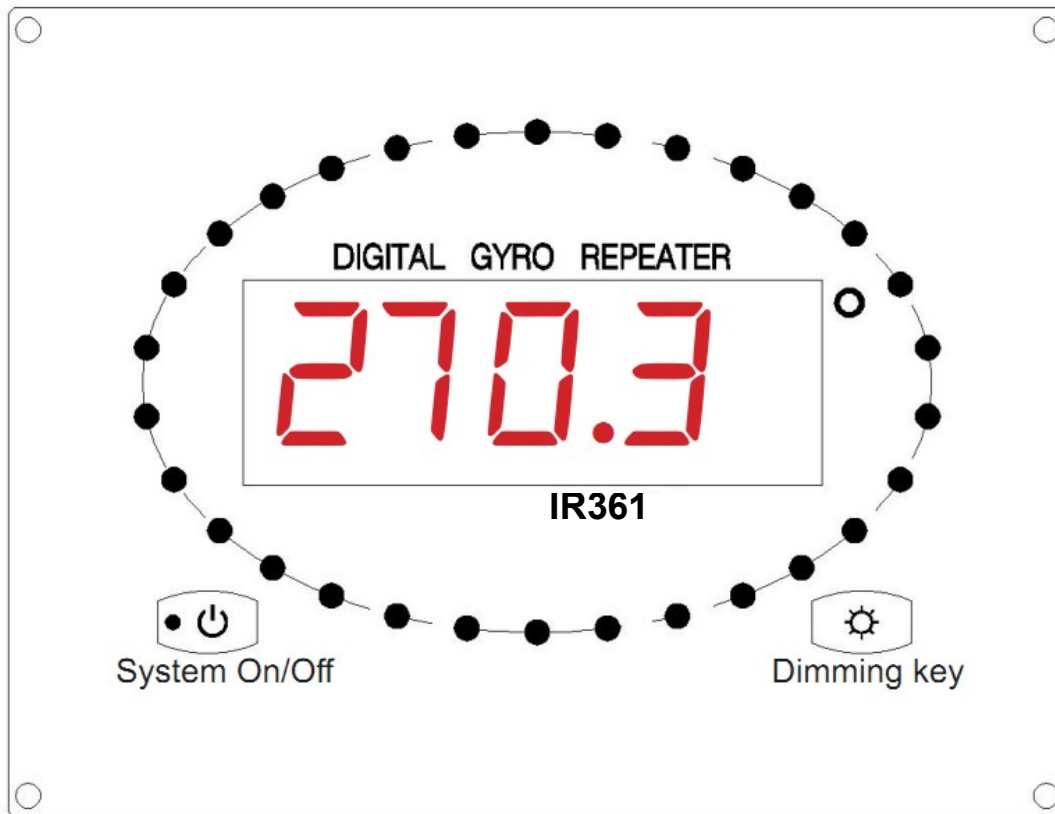 DIGITAL GYRO REPEATER
270.3
IR361
System On/Off
Dimming key